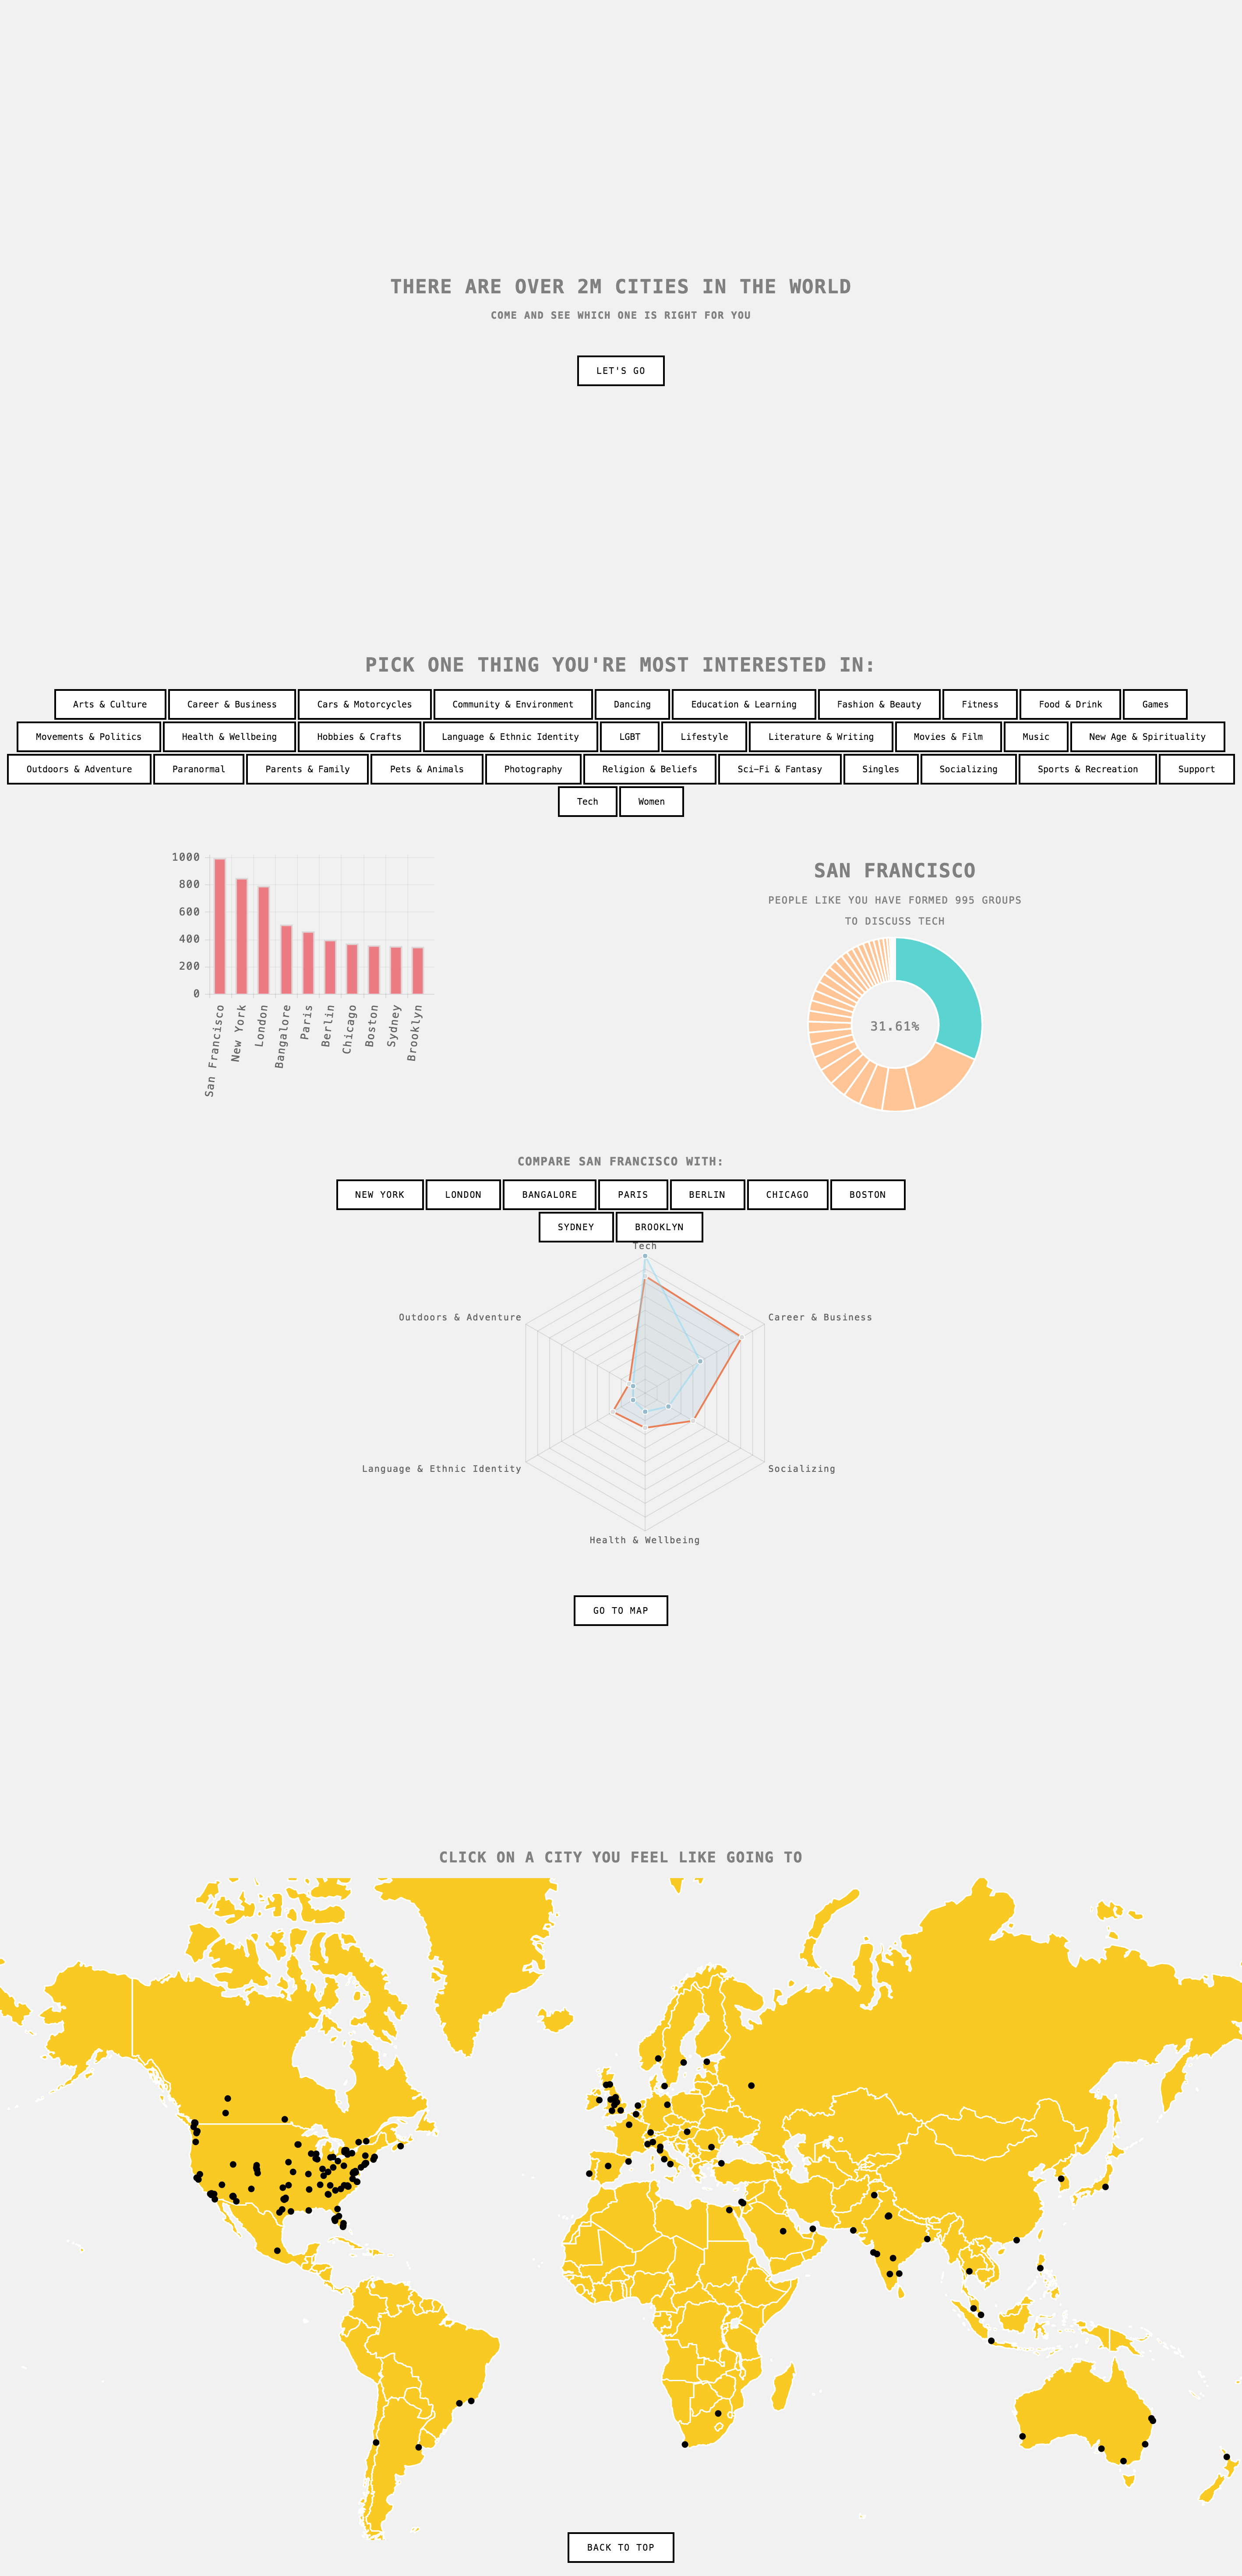 THERE ARE OVER 2M CITIES IN THE WORLD
COME AND SEE WHICH ONE IS RIGHT FOR YOU
LET'S GO
PICK ONE THING YOU'RE MOST INTERESTED IN:
Arts & Culture Career & Business Cars & Motorcycles Community & Environment Dancing Education & Learning Fashion & Beauty Fitness Food & Drink Games
Movements & Politics Health & Wellbeing Hobbies & Crafts Language & Ethnic Identity LGBT Lifestyle Literature & Writing Movies & Film Music New Age & Spirituality
Outdoors & Adventure Paranormal Parents & Family Pets & Animals Photography Religion & Beliefs Sci-Fi & Fantasy Singles Socializing Sports & Recreation Support
Tech Women
1000
800
600
400
200
0
San Francisco
New York
London
Bangalore
Paris
Berlin
Chicago
Boston
Sydney
Brooklyn
SAN FRANCISCO
PEOPLE LIKE YOU HAVE FORMED 995 GROUPS
TO DISCUSS TECH
31.61%
COMPARE SAN FRANCISCO WITH:
NEW YORK LONDON BANGALORE PARIS BERLIN CHICAGO BOSTON
SYDNEY BROOKLYN
Tech
Outdoors & Adventure
Career & Business
Language & Ethnic Identity
Socializing
Health & Wellbeing
GO TO MAP
CLICK ON A CITY YOU FEEL LIKE GOING TO
BACK TO TOP